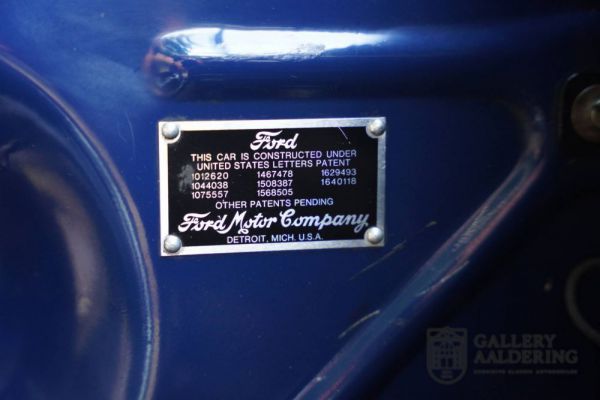 Ford
THIS CAR IS CONSTRUCTED UNDER
UNITED STATES LETTERS PATENT
1012620 1467478 1629493
1044038 1508387 1640118
1075557 1568505
OTHER PATENTS PENDING
Ford Motor Company
DETROIT, MICH. U.S.A.
GALLERY
AALDERING